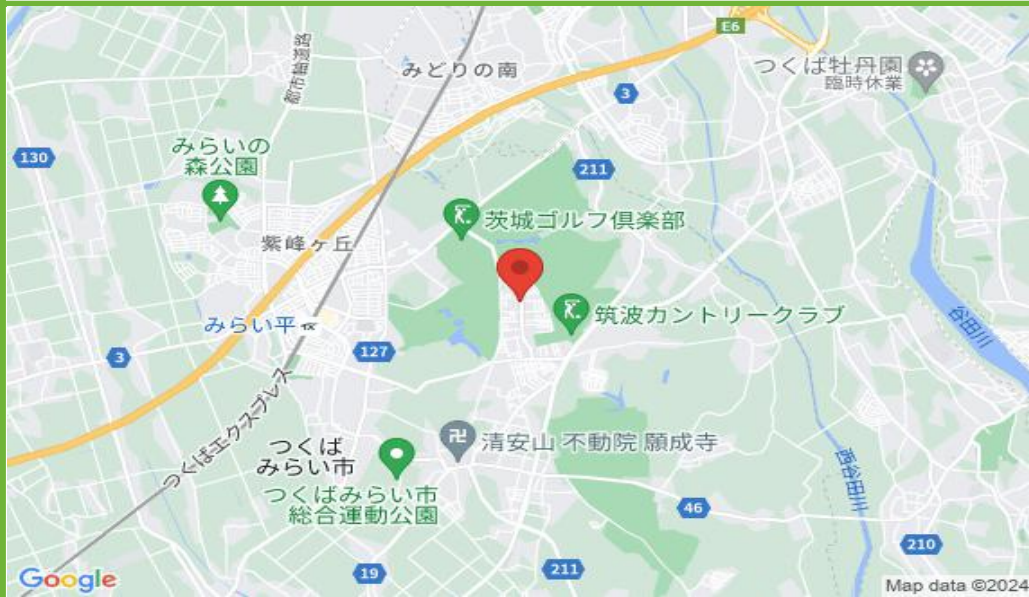 E6
みどりの南
都市軸道路
つくば牡丹園
臨時休業
3
130
みらいの
森公園
211
茨城ゴルフ倶楽部
紫峰ヶ丘
筑波カントリークラブ
みらい平
谷田川
3
127
つくばエクスプレス
つくば
みらい市
清安山 不動院 願成寺
つくばみらい市
総合運動公園
西谷田川
46
210
19
211
Google
Map data ©2024